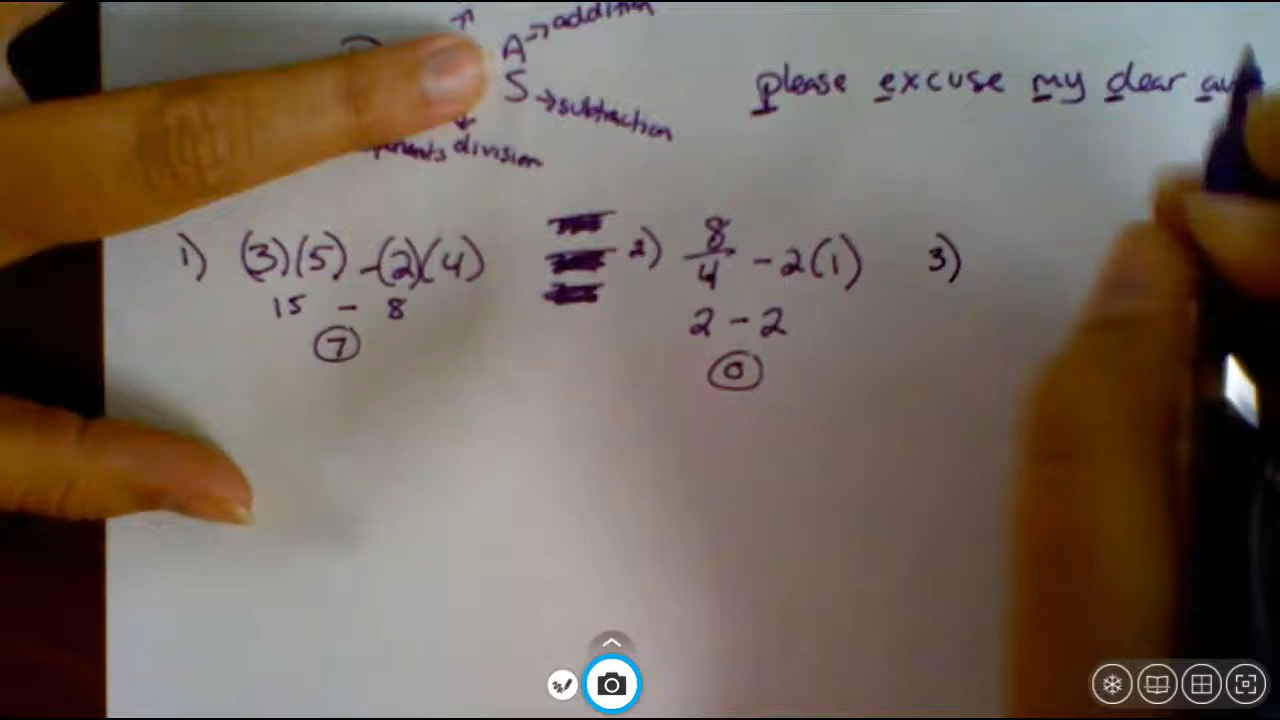 A → addition
S → subtraction
division
please excuse my dear
1) (3)(5) - (2)(4)
15 - 8
7
2) 8/4 - 2(1)
2 - 2
0
3)